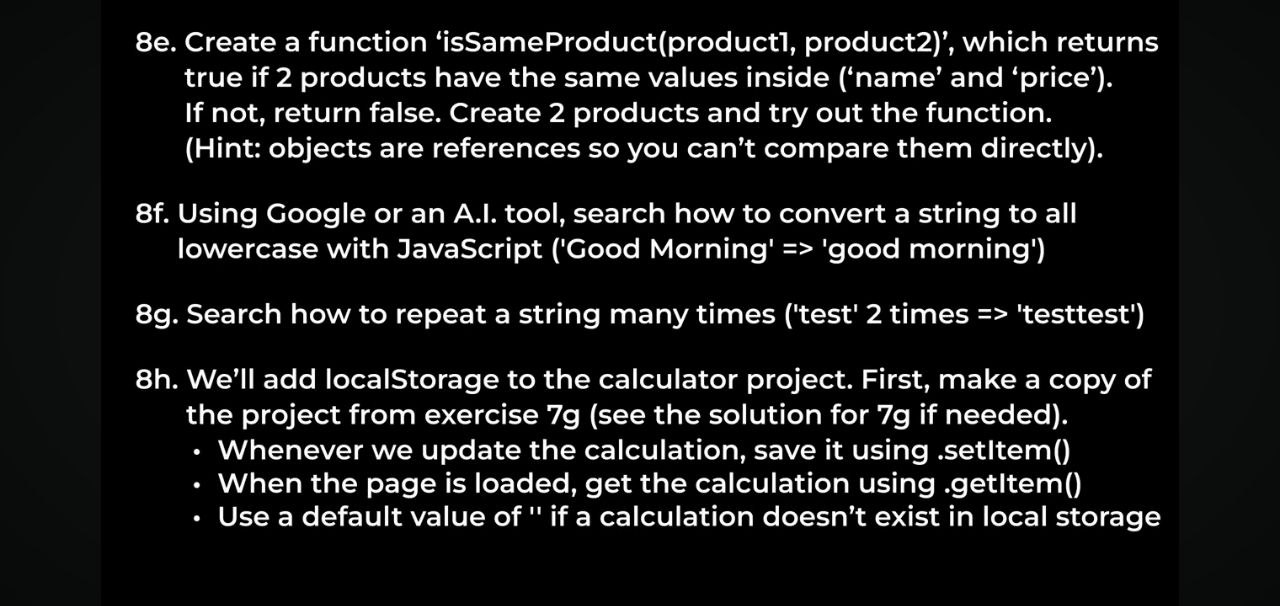 8e. Create a function ‘isSameProduct(product1, product2)’, which returns
true if 2 products have the same values inside (‘name’ and ‘price’).
If not, return false. Create 2 products and try out the function.
(Hint: objects are references so you can’t compare them directly).
8f. Using Google or an A.I. tool, search how to convert a string to all
lowercase with JavaScript ('Good Morning' => 'good morning')
8g. Search how to repeat a string many times ('test' 2 times => 'testtest')
8h. We’ll add localStorage to the calculator project. First, make a copy of
the project from exercise 7g (see the solution for 7g if needed).
• Whenever we update the calculation, save it using .setItem()
• When the page is loaded, get the calculation using .getItem()
• Use a default value of '' if a calculation doesn’t exist in local storage